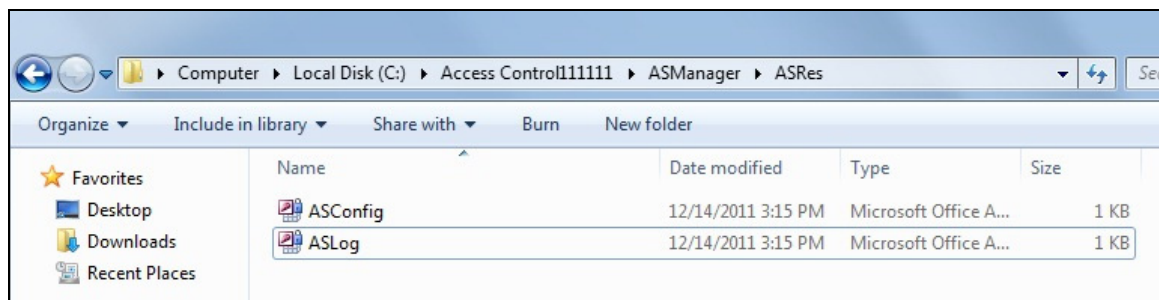 Computer Local Disk (C:) Access Control111111 ASManager ASRes Se
Organize Include in library Share with Burn New folder
Favorites Name Date modified Type Size
Desktop ASConfig 12/14/2011 3:15 PM Microsoft Office A... 1 KB
Downloads ASLog 12/14/2011 3:15 PM Microsoft Office A... 1 KB
Recent Places